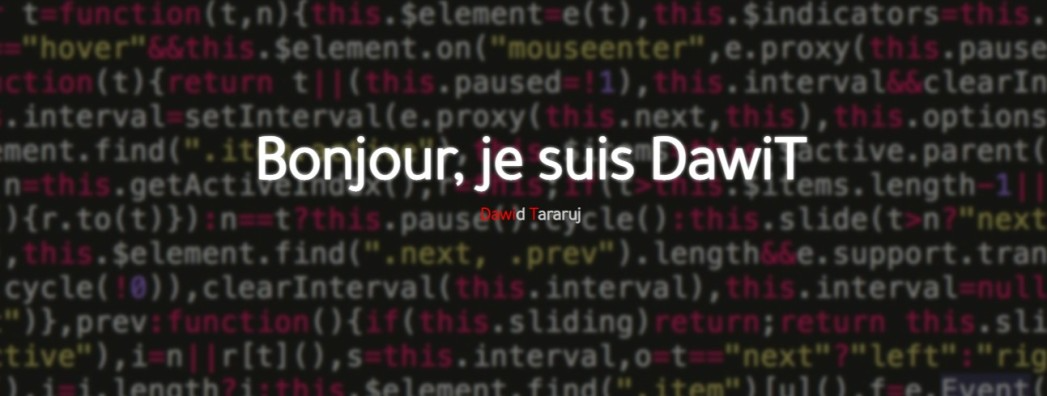 t=function(t,n){this.$element=e(t),this.$indicators=this.
=="hover"&&this.$element.on("mouseenter",e.proxy(this.pause
ction(t){return t||(this.paused=!1),this.interval&&clearIn
.interval=setInterval(e.proxy(this.next,this),this.options
ment.find(".it active.parent(
Bonjour, je suis DawiT
n=this.getActiveIndex(), this.$items.length-1||
){r.to(t)}):n==t?this.pause().cycle():this.slide(t>n?"next
Dawid Tararuj
,this.$element.find(".next, .prev").length&&e.support.tran
cycle(!0)),clearInterval(this.interval),this.interval=null
")},prev:function(){if(this.sliding)return;return this.sli
tive"),i=n||r[t](),s=this.interval,o=t=="next"?"left":"rig
),i=i.length?i:this.$element.find(".item")[u](),f=e.Event(